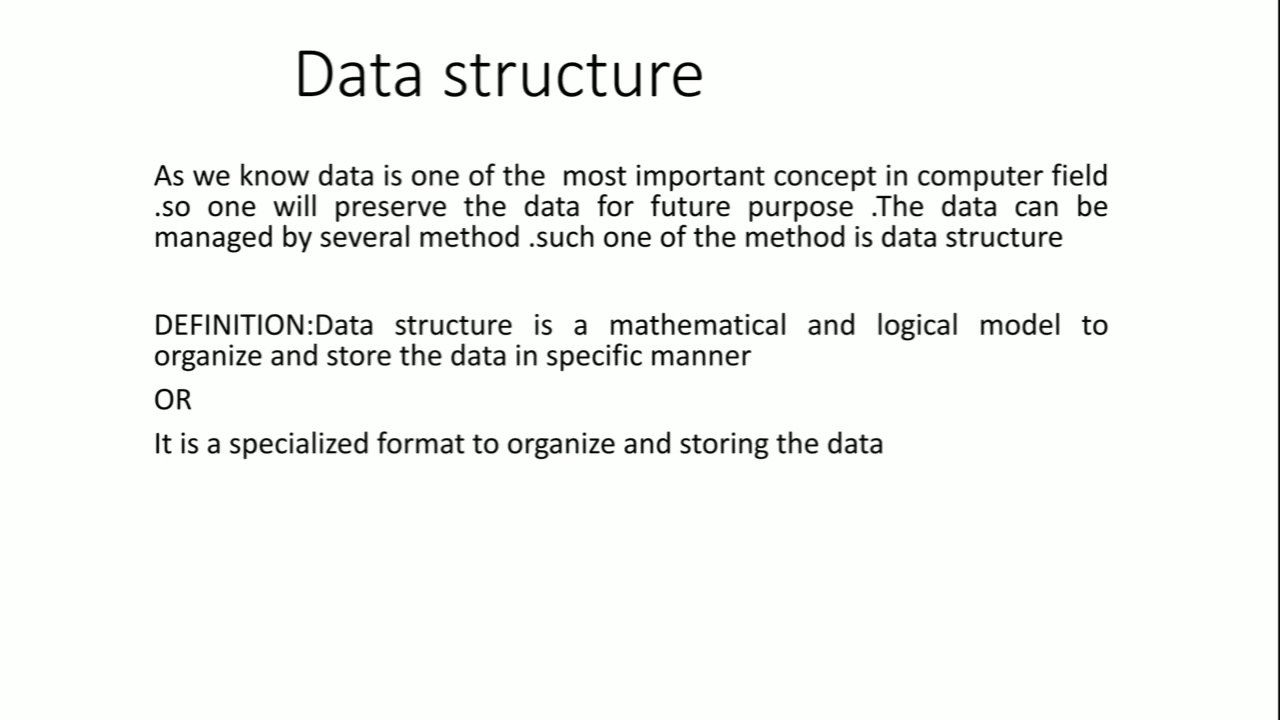 Data structure
As we know data is one of the  most important concept in computer field
.so one will preserve the data for future purpose .The data can be
managed by several method .such one of the method is data structure
DEFINITION:Data structure is a mathematical and logical model to
organize and store the data in specific manner
OR
It is a specialized format to organize and storing the data